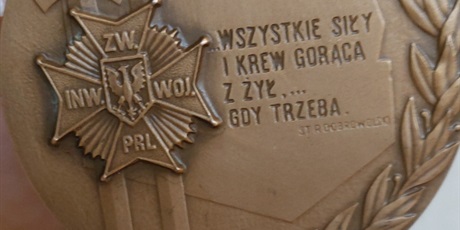 ZW.
INW. WOJ.
PRL
...WSZYSTKIE SIŁY
I KREW GORĄCA
Z ŻYŁ,...
GDY TRZEBA.
ST. R. DOBROWOLSKI